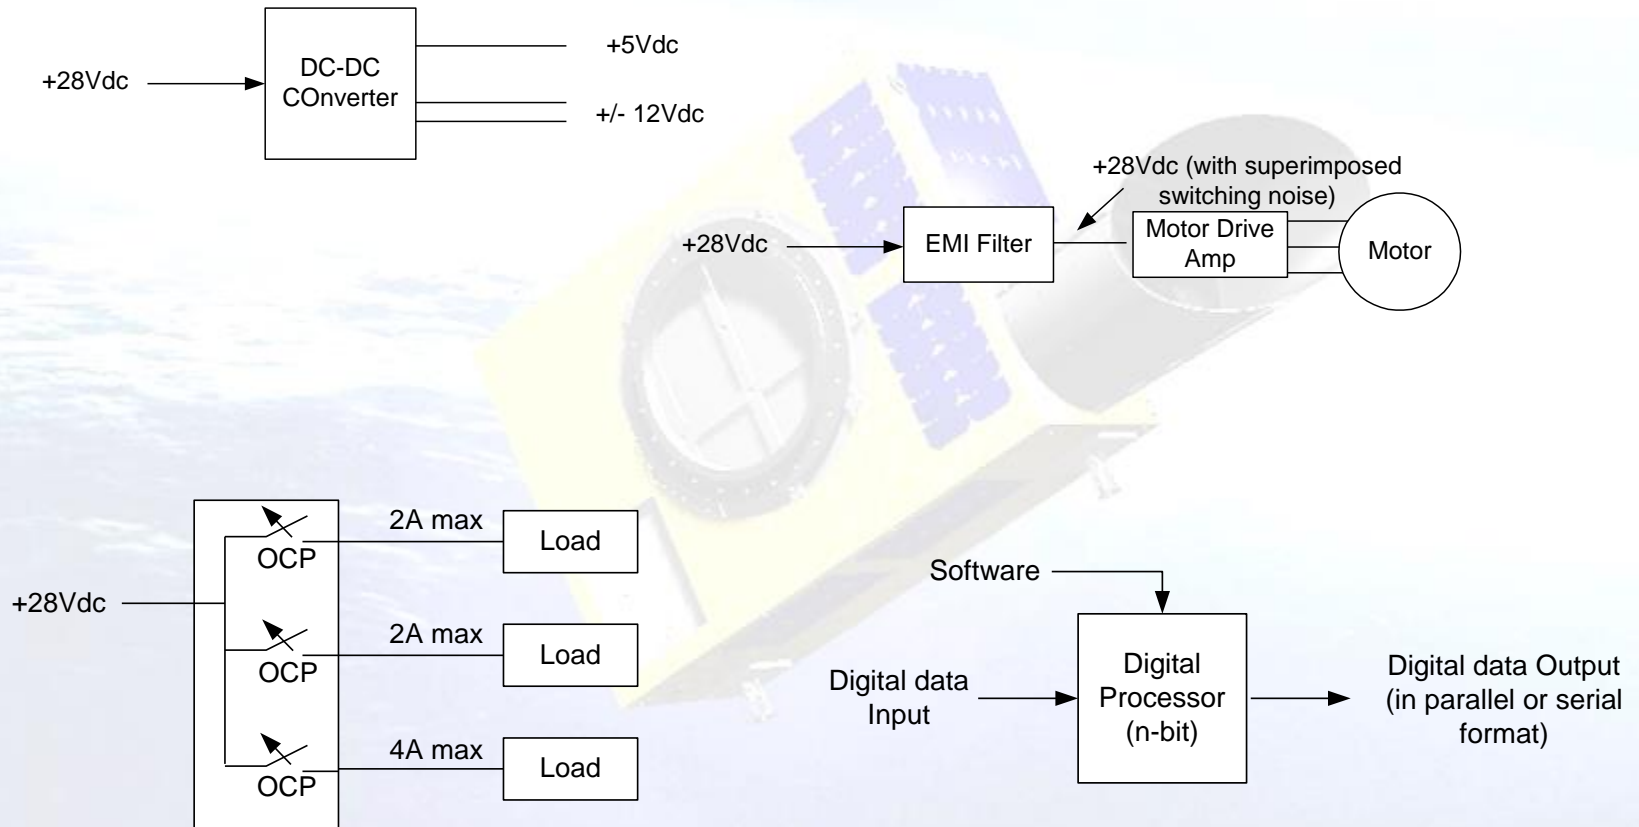 +28Vdc
DC-DC
COnverter
+5Vdc
+/- 12Vdc
+28Vdc
EMI Filter
+28Vdc (with superimposed
switching noise)
Motor Drive
Amp
Motor
+28Vdc
OCP
2A max
Load
OCP
2A max
Load
OCP
4A max
Load
Software
Digital data
Input
Digital
Processor
(n-bit)
Digital data Output
(in parallel or serial
format)